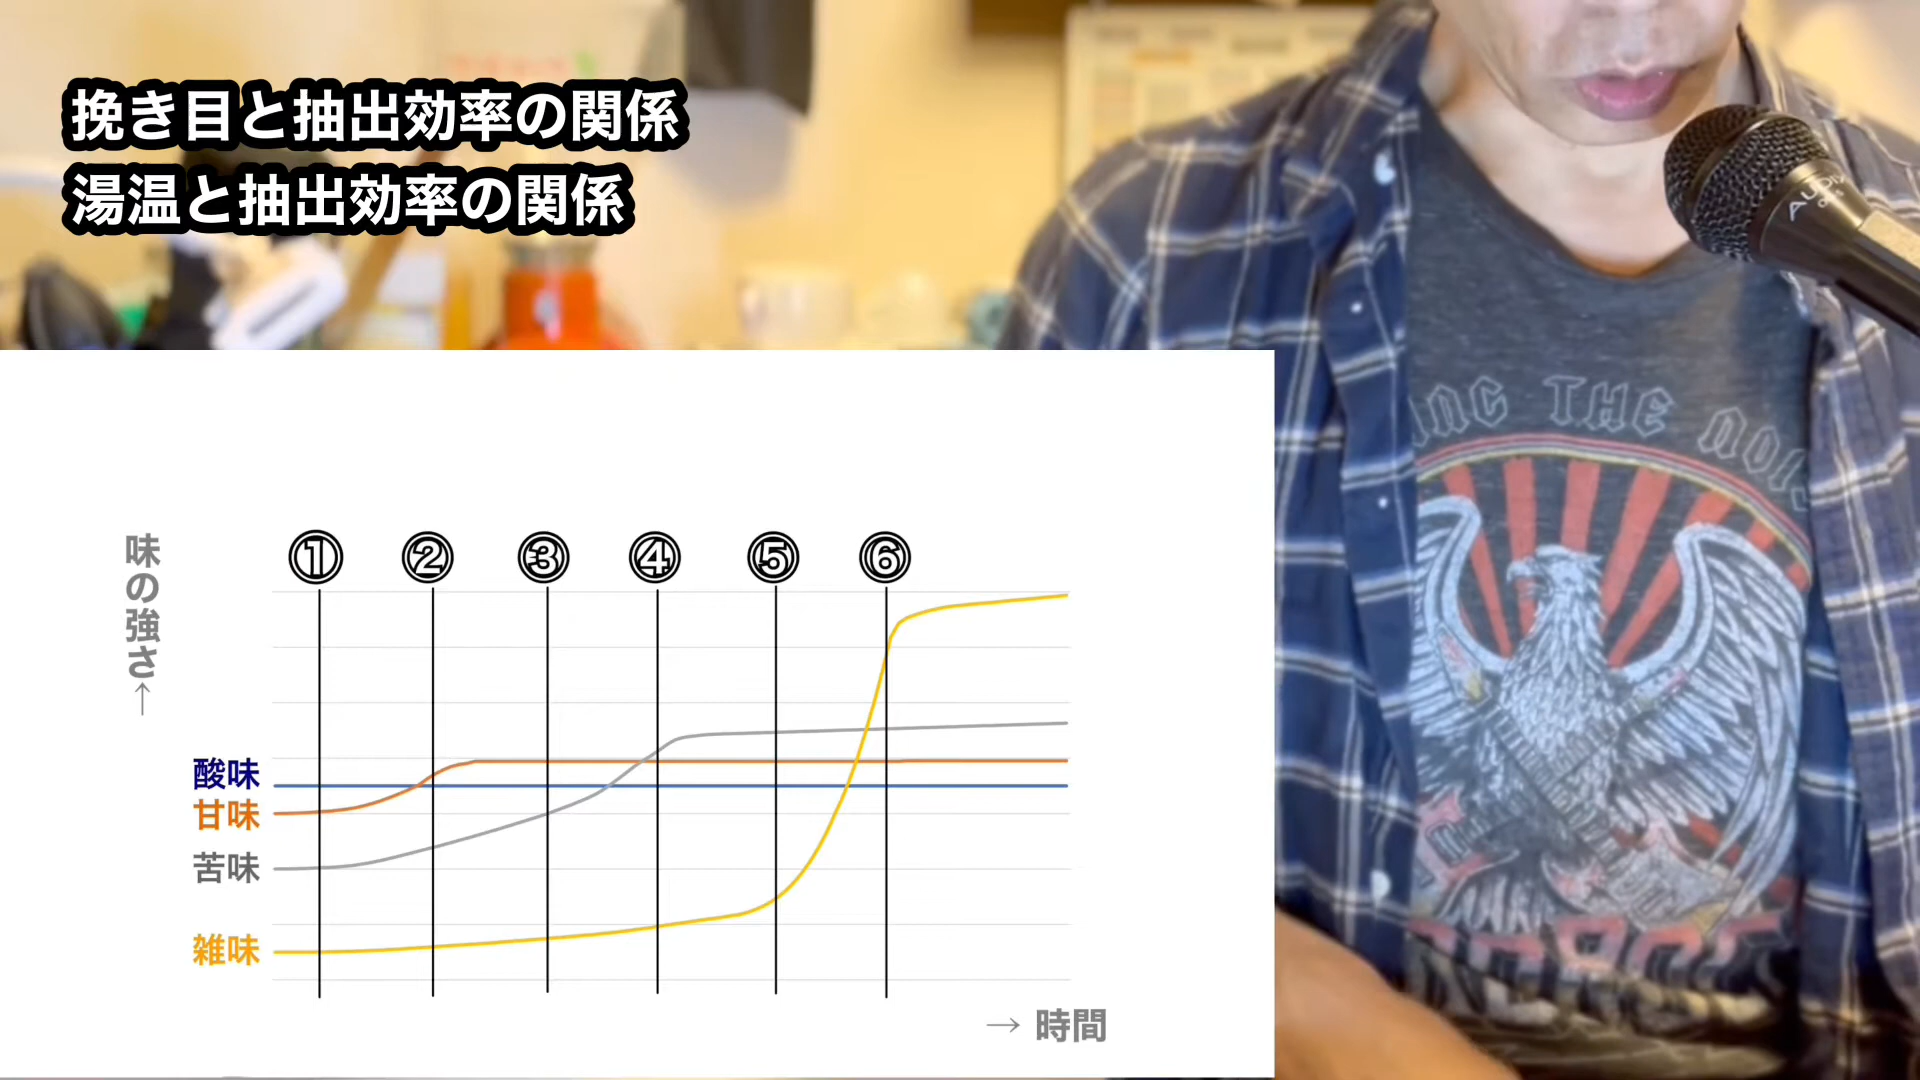 挽き目と抽出効率の関係
湯温と抽出効率の関係
味の強さ→
① ② ③ ④ ⑤ ⑥
酸味
甘味
苦味
雑味
→ 時間
THE